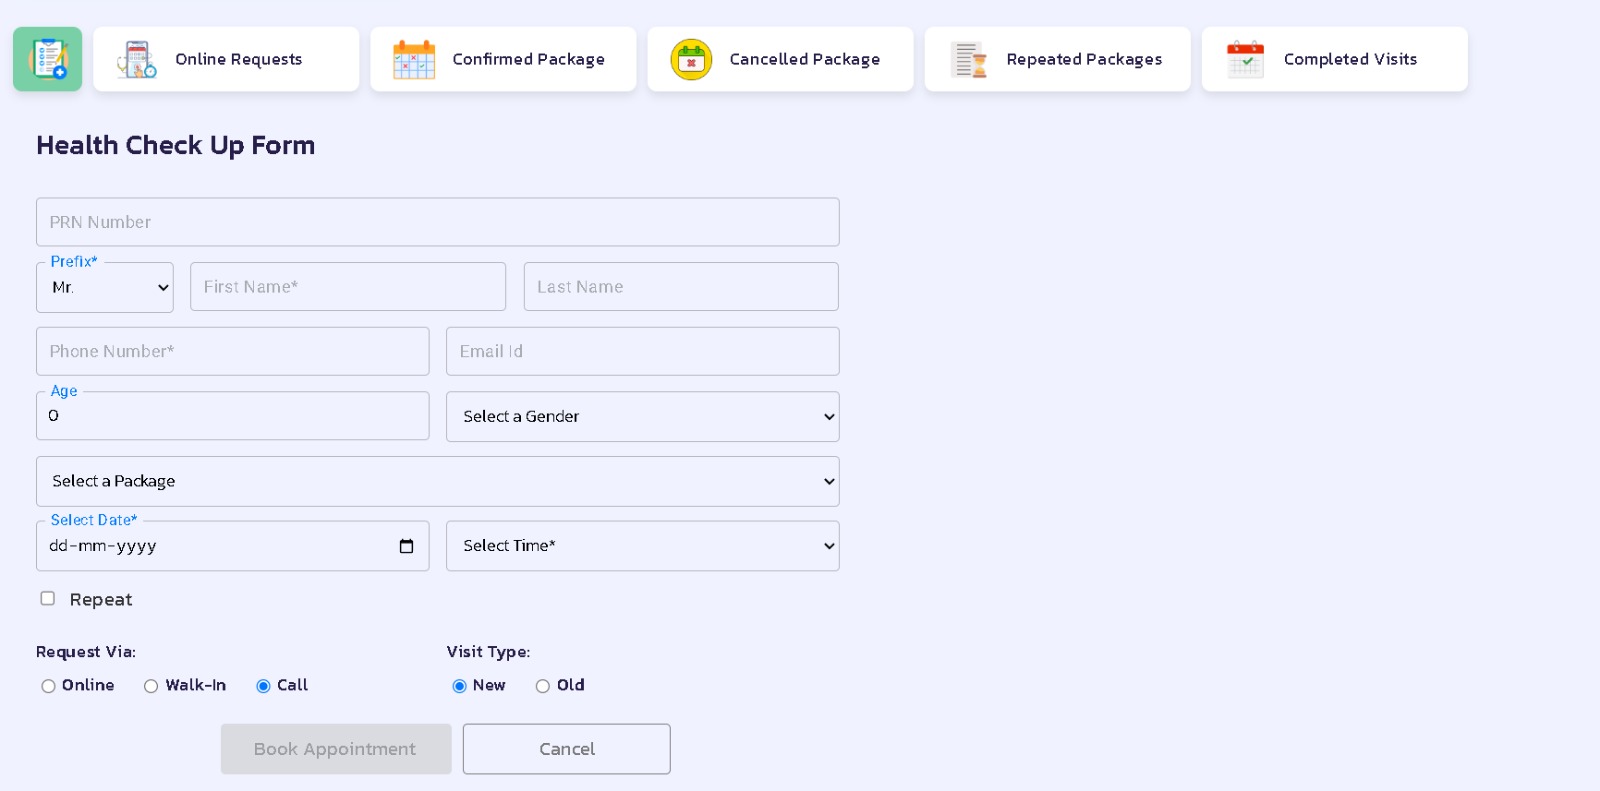 Online Requests
Confirmed Package
Cancelled Package
Repeated Packages
Completed Visits
Health Check Up Form
PRN Number
Prefix*
Mr.
First Name*
Last Name
Phone Number*
Email Id
Age
0
Select a Gender
Select a Package
Select Date*
dd-mm-yyyy
Select Time*
Repeat
Request Via:
Visit Type:
Online
Walk-In
Call
New
Old
Book Appointment
Cancel